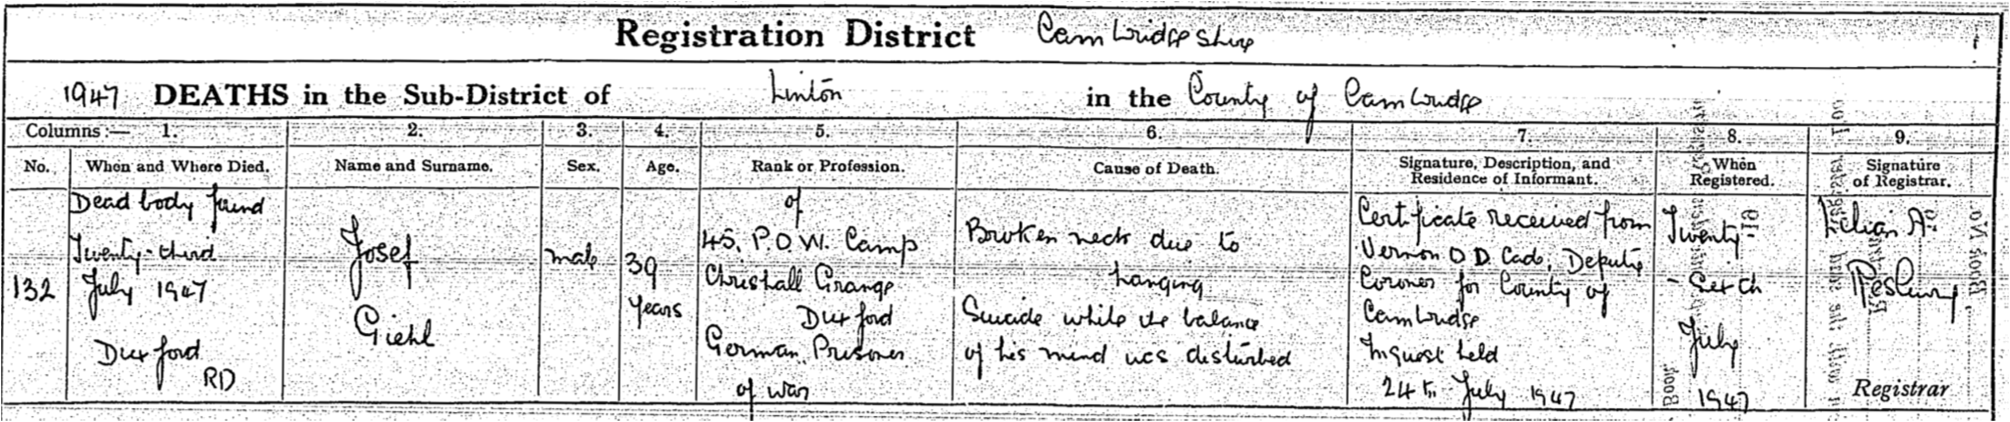 Registration District Cambridgeshire
1947 DEATHS in the Sub-District of Linton in the County of Cambridge
Columns:— 1. 2. 3. 4. 5. 6. 7. 8. 9.
No. When and Where Died. Name and Surname. Sex. Age. Rank or Profession. Cause of Death. Signature, Description, and Residence of Informant. When Registered. Signature of Registrar.
132
Dead body found
Twenty-third
July 1947
Duxford
RD
Josef
Giehl
male
39
years
of
45, P.O.W. Camp
Chrishall Grange
Duxford
German Prisoner
of war
Broken neck due to
hanging
Suicide while the balance
of his mind was disturbed
Certificate received from
Vernon O D Cade, Deputy
Coroner for County of
Cambridge
Inquest held
24th July 1947
Twenty
July
1947
Lilian A.
Registrar